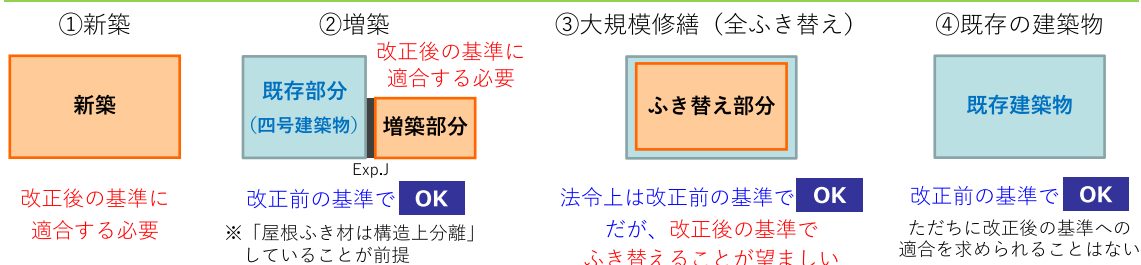 ①新築
新築
改正後の基準に
適合する必要
②増築
改正後の基準に
適合する必要
既存部分
（四号建築物）
増築部分
Exp.J
改正前の基準で OK
※「屋根ふき材は構造上分離」
していることが前提
③大規模修繕（全ふき替え）
ふき替え部分
法令上は改正前の基準で OK
だが、改正後の基準で
ふき替えることが望ましい
④既存の建築物
既存建築物
改正前の基準で OK
ただちに改正後の基準への
適合を求められることはない